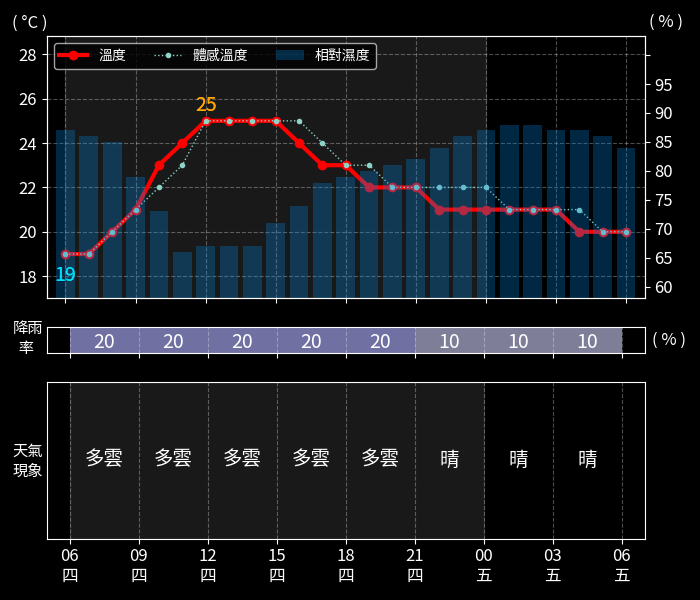 ( °C )
( % )
溫度
體感溫度
相對濕度
28
26
24
22
20
18
95
90
85
80
75
70
65
60
25
19
降雨
率
20 20 20 20 20 10 10 10
( % )
天氣
現象
多雲 多雲 多雲 多雲 多雲 晴 晴 晴
06 09 12 15 18 21 00 03 06
四 四 四 四 四 四 五 五 五